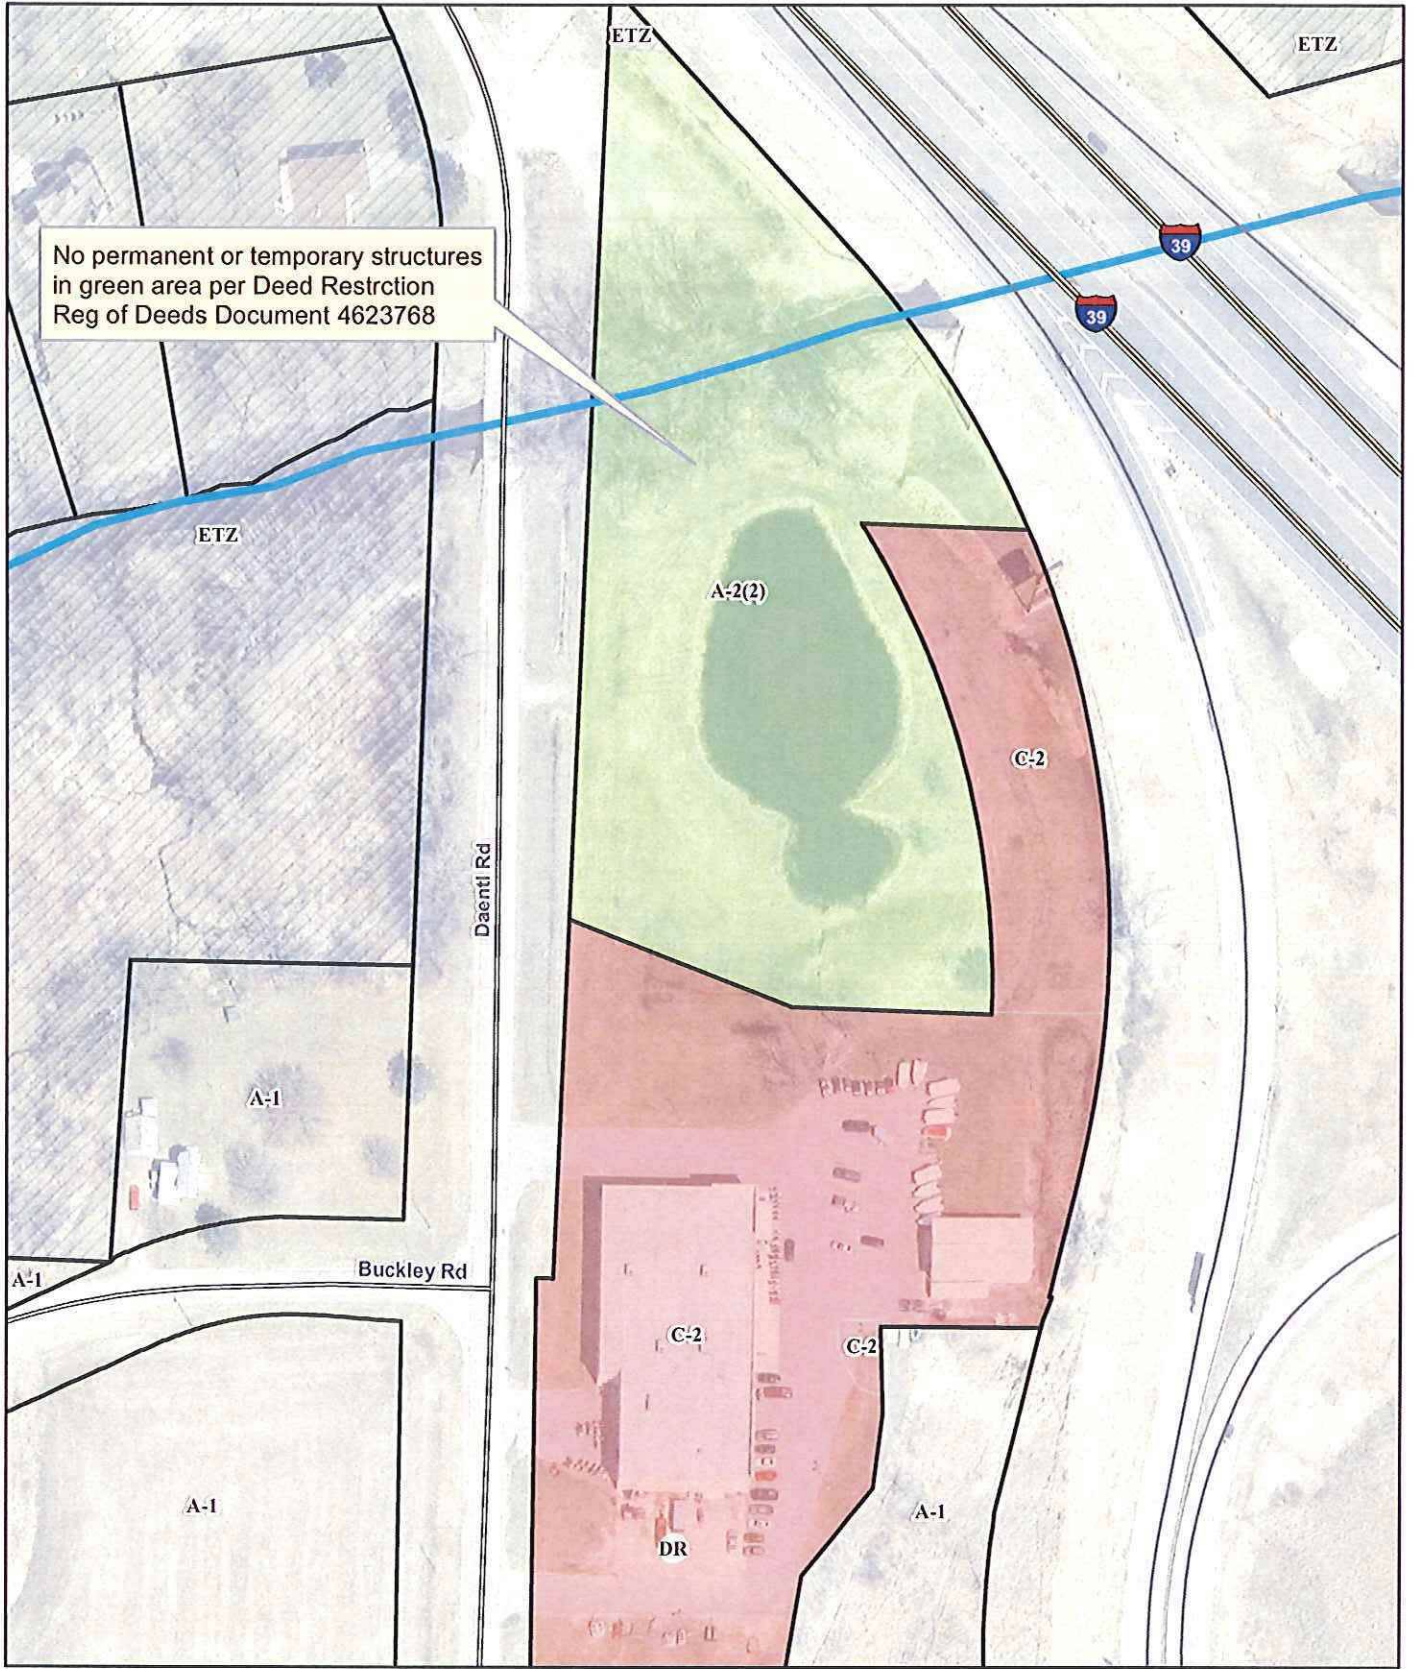 ETZ
ETZ
39
39
No permanent or temporary structures
in green area per Deed Restrction
Reg of Deeds Document 4623768
ETZ
A-2(2)
C-2
Daentl Rd
A-1
A-1
Buckley Rd
C-2
C-2
A-1
A-1
DR